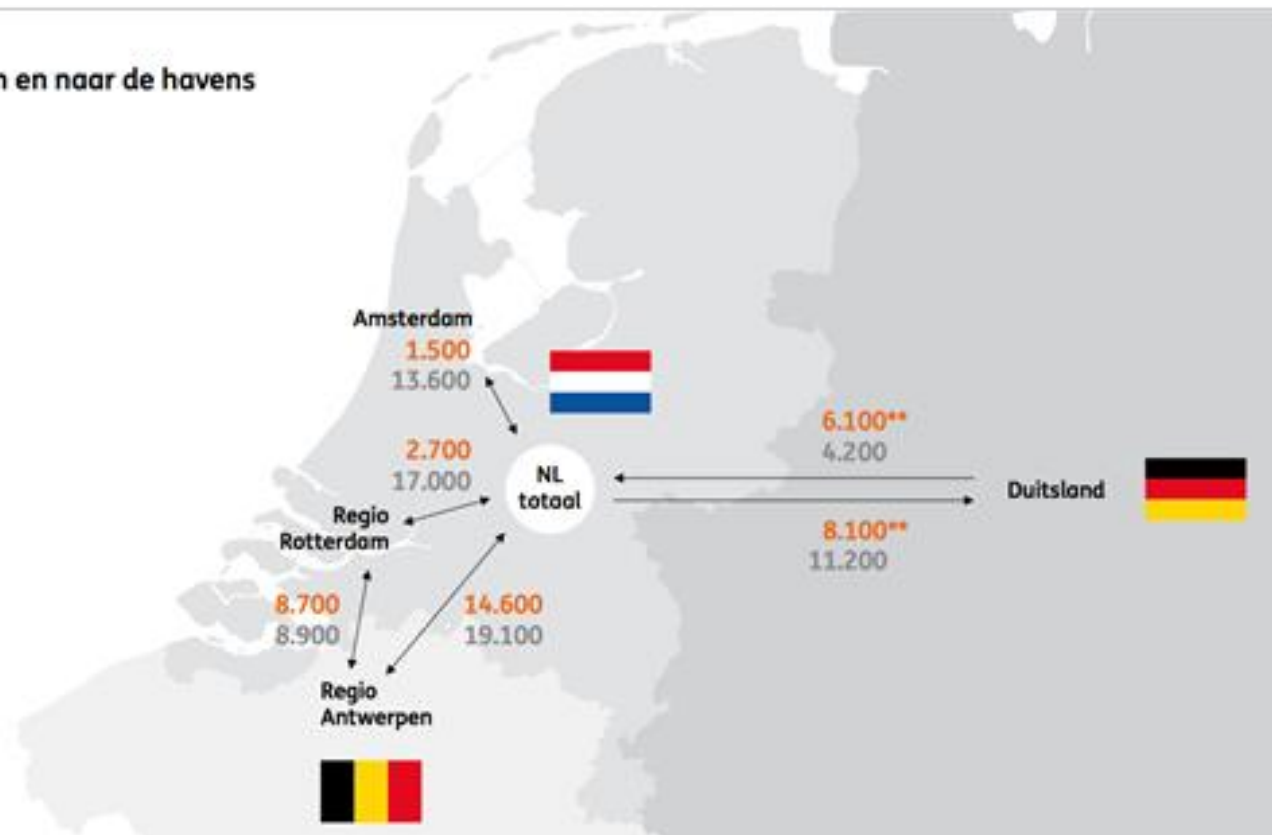 en naar de havens
Amsterdam
1.500
13.600
2.700
17.000
NL
totaal
Regio
Rotterdam
6.100**
4.200
Duitsland
8.100**
11.200
8.700
8.900
14.600
19.100
Regio
Antwerpen